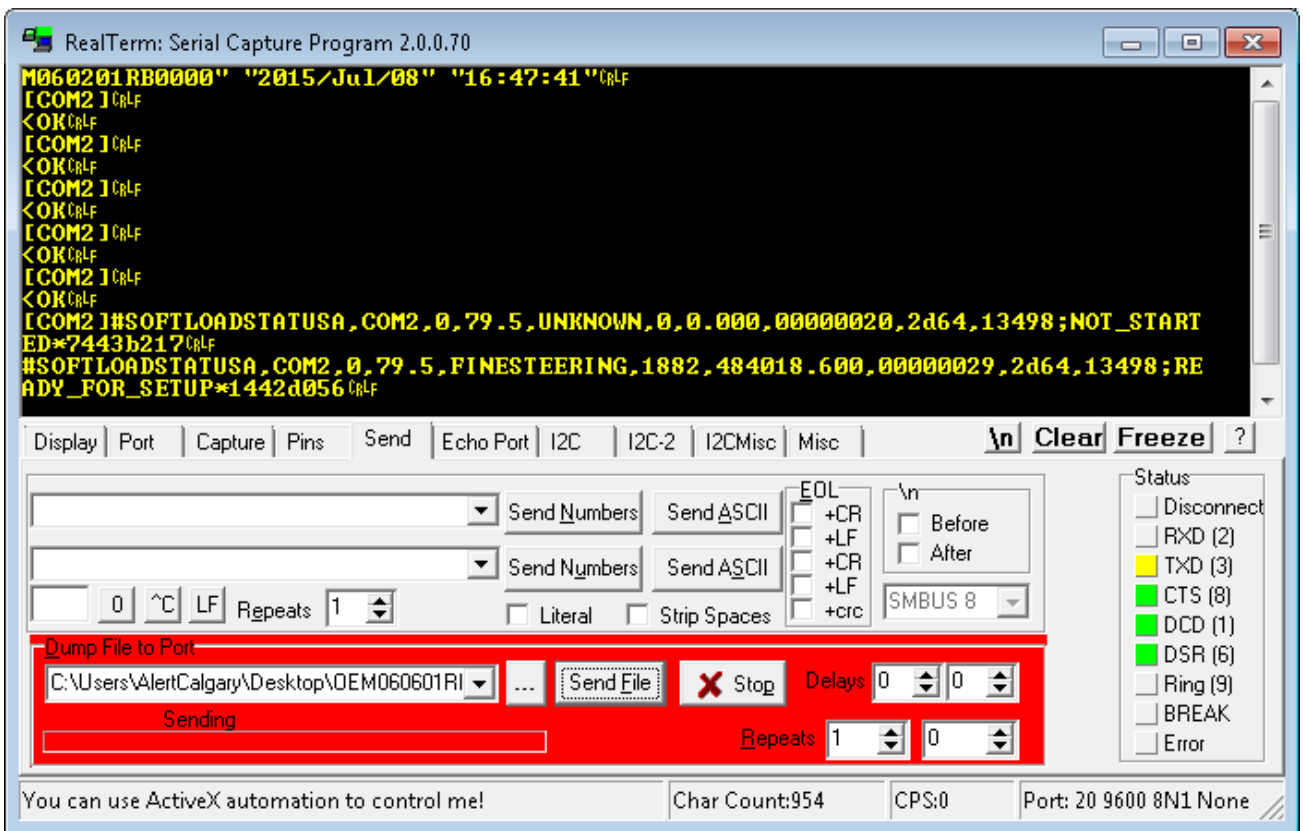 RealTerm: Serial Capture Program 2.0.0.70
M060201RB0000" "2015/Jul/08" "16:47:41"CRLF
[COM2]CRLF
<OKCRLF
[COM2]CRLF
<OKCRLF
[COM2]CRLF
<OKCRLF
[COM2]CRLF
<OKCRLF
[COM2]CRLF
<OKCRLF
[COM2]#SOFTLOADSTATUSA,COM2,0,79.5,UNKNOWN,0,0.000,00000020,2d64,13498;NOT_START
ED*7443b217CRLF
#SOFTLOADSTATUSA,COM2,0,79.5,FINESTEERING,1882,484018.600,00000029,2d64,13498;RE
ADY_FOR_SETUP*1442d056CRLF
Display Port Capture Pins Send Echo Port I2C I2C-2 I2CMisc Misc \n Clear Freeze ?
EOL \n Status
Send Numbers Send ASCII +CR Before Disconnect
+LF After RXD (2)
Send Numbers Send ASCII +CR TXD (3)
+LF SMBUS 8 CTS (8)
0 ^C LF Repeats 1 Literal Strip Spaces +crc DCD (1)
Dump File to Port DSR (6)
C:\Users\AlertCalgary\Desktop\OEM060601RI ... Send File Stop Delays 0 0 Ring (9)
Sending BREAK
Repeats 1 0 Error
You can use ActiveX automation to control me! Char Count:954 CPS:0 Port: 20 9600 8N1 None